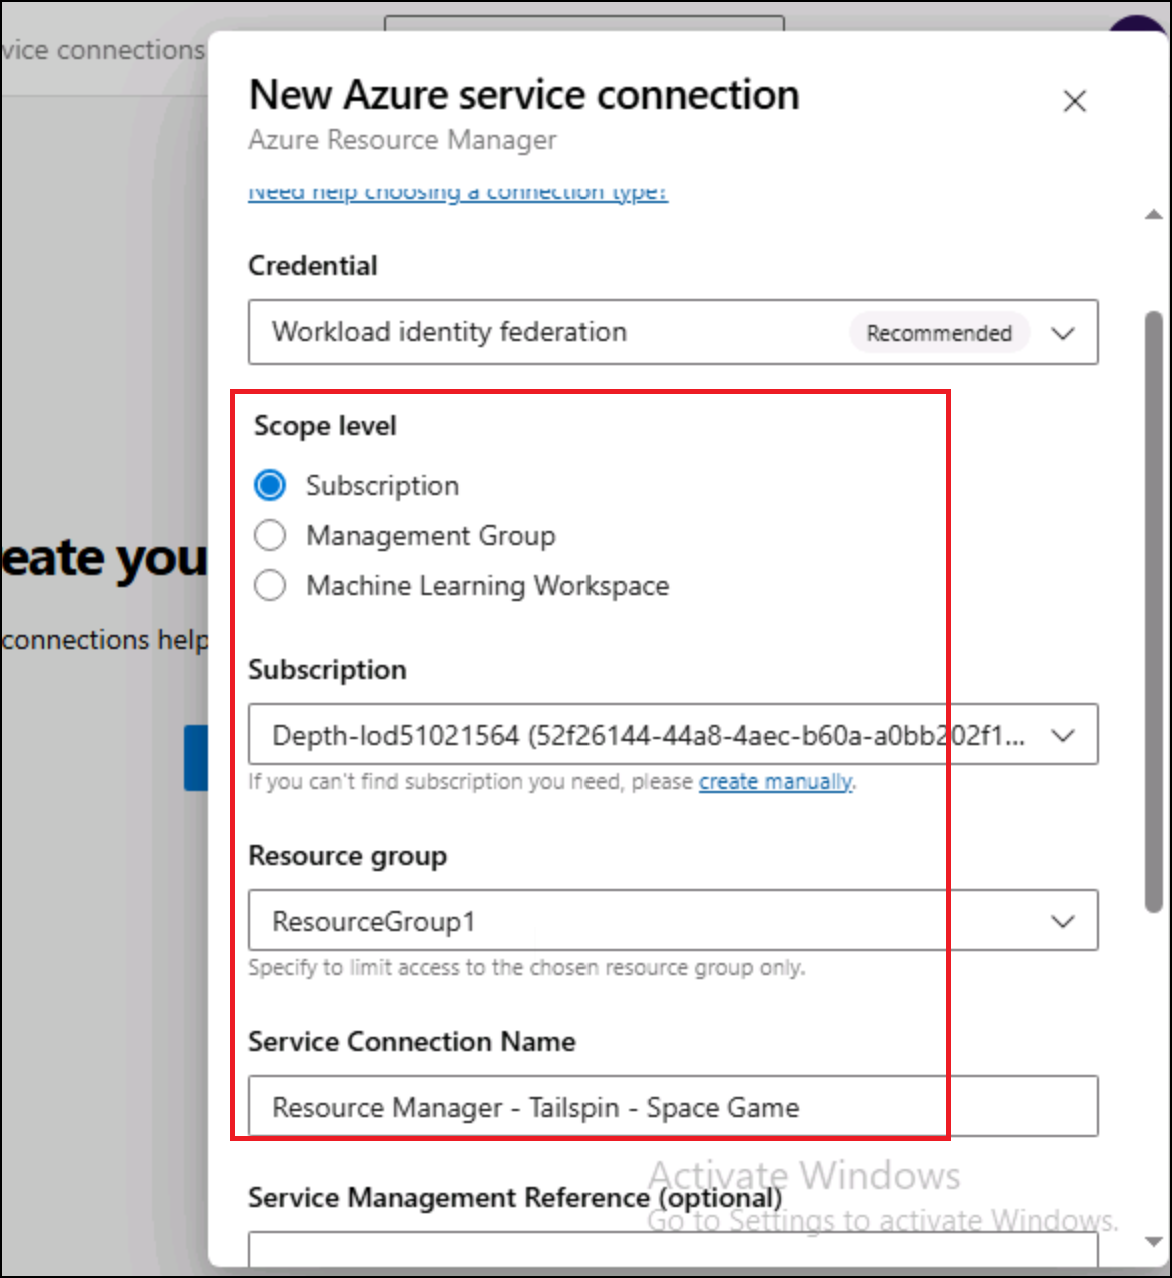 vice connections
New Azure service connection
Azure Resource Manager
Need help choosing a connection type?
Credential
Workload identity federation
Recommended
Scope level
Subscription
Management Group
Machine Learning Workspace
eate you
connections help
Subscription
Depth-lod51021564 (52f26144-44a8-4aec-b60a-a0bb202f1...
If you can't find subscription you need, please create manually.
Resource group
ResourceGroup1
Specify to limit access to the chosen resource group only.
Service Connection Name
Resource Manager - Tailspin - Space Game
Activate Windows
Service Management Reference (optional)
Go to Settings to activate Windows.